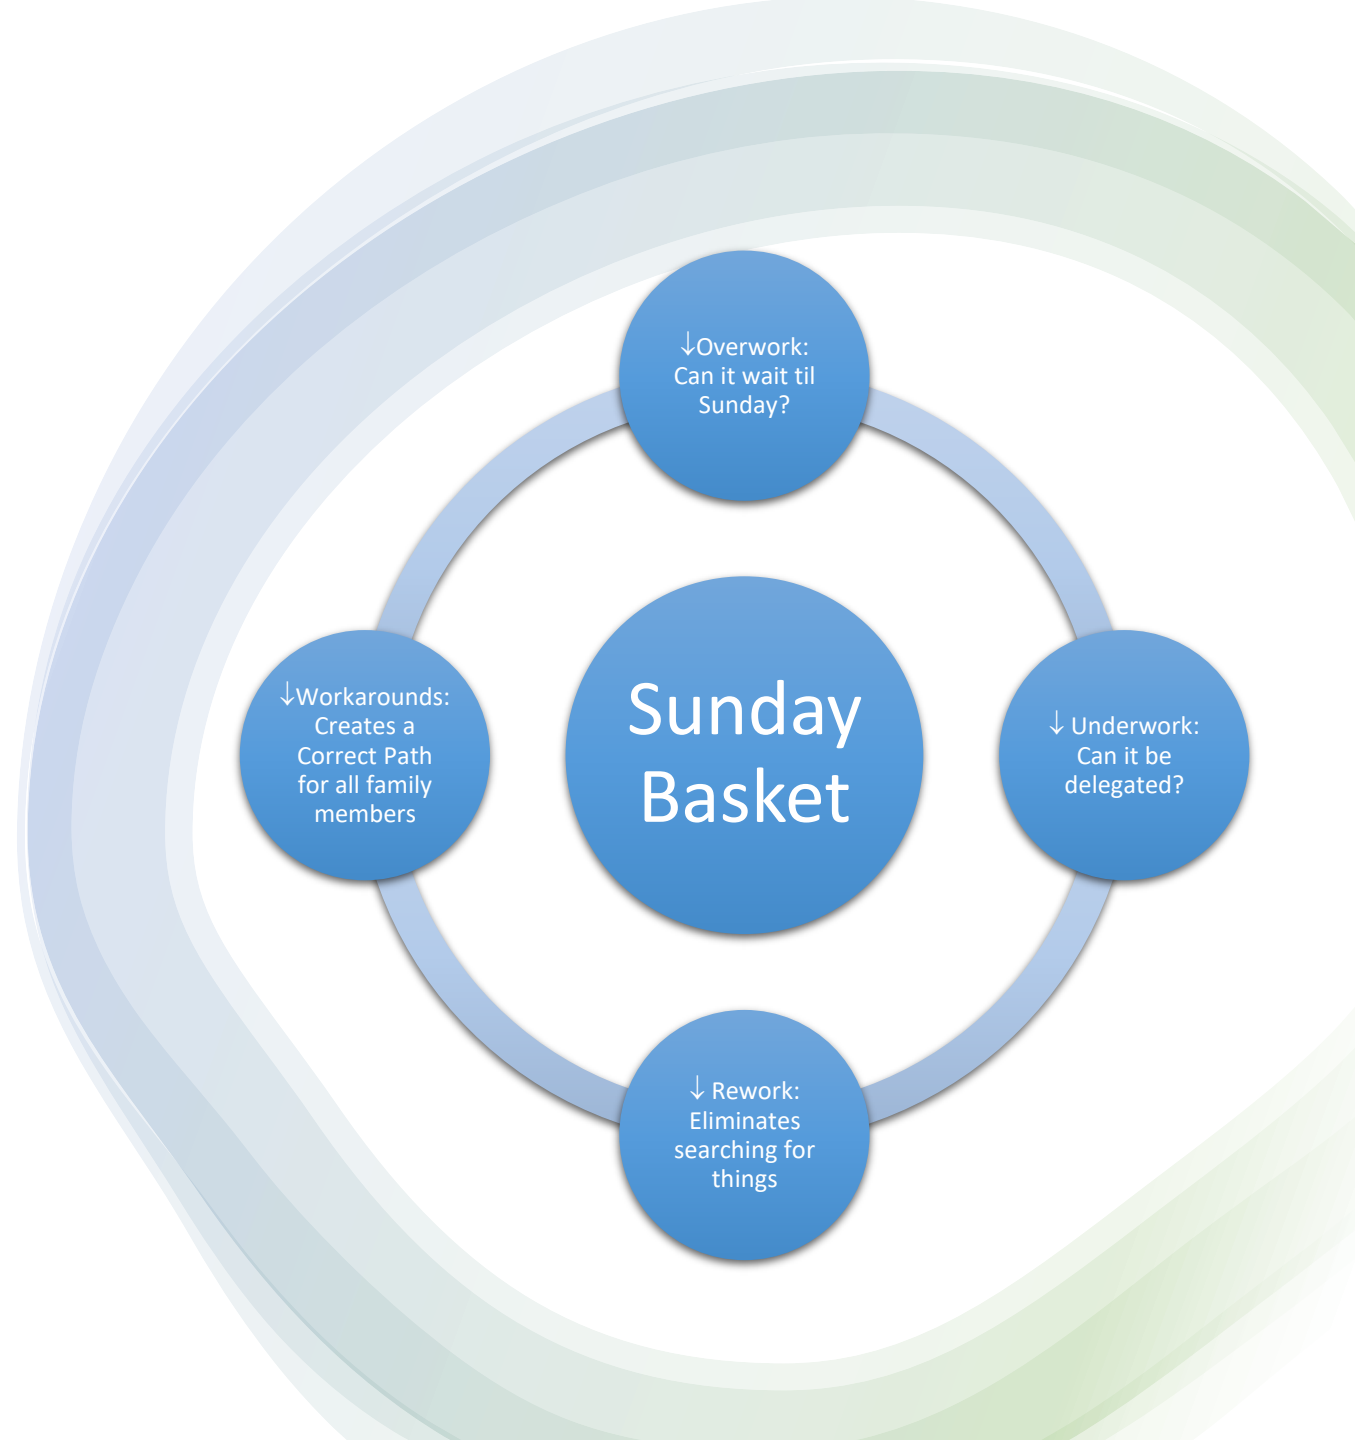 ↓Overwork:
Can it wait til
Sunday?
↓Workarounds:
Creates a
Correct Path
for all family
members
Sunday
Basket
↓ Underwork:
Can it be
delegated?
↓ Rework:
Eliminates
searching for
things